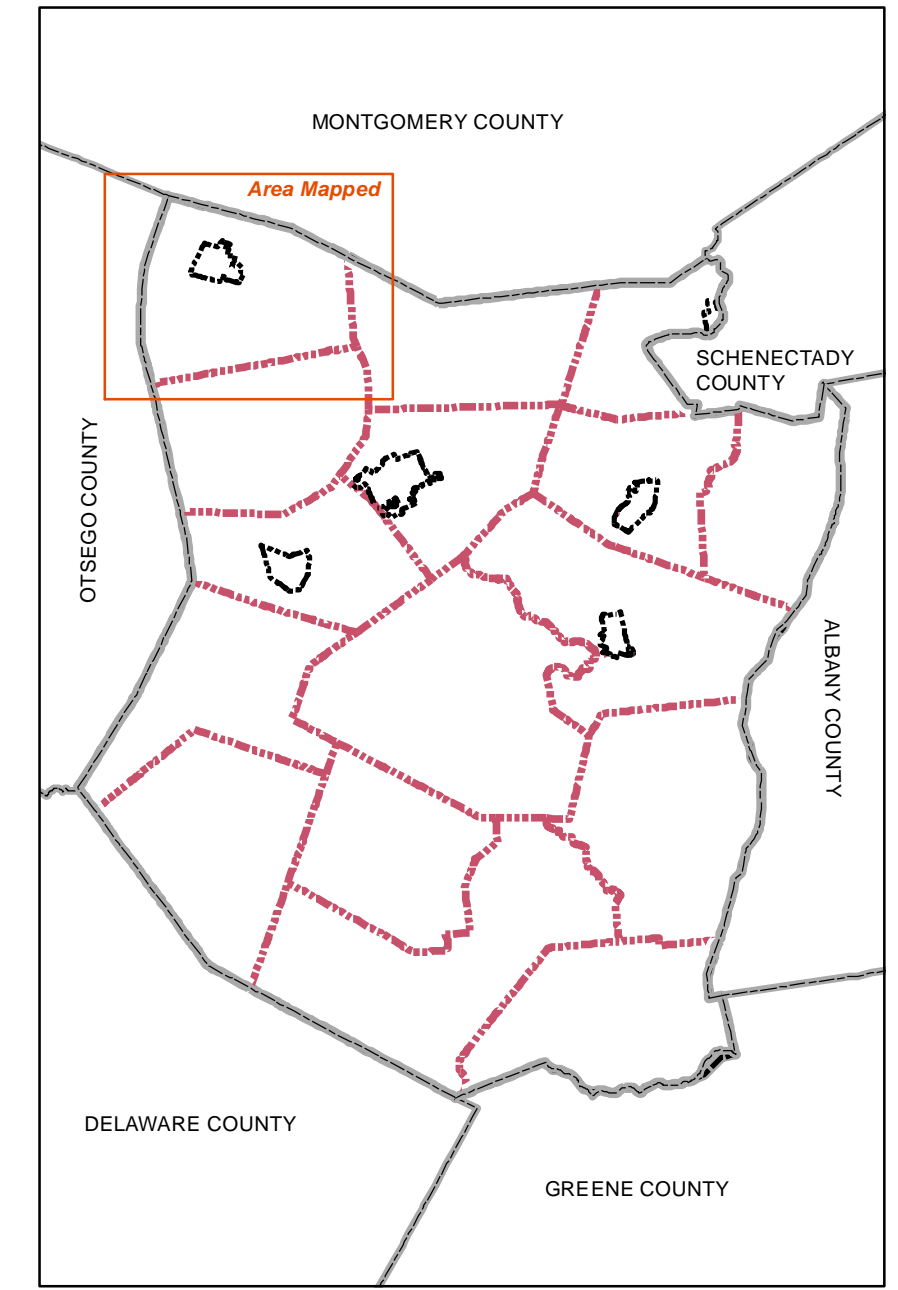 MONTGOMERY COUNTY
Area Mapped
SCHENECTADY
COUNTY
OTSEGO COUNTY
ALBANY COUNTY
DELAWARE COUNTY
GREENE COUNTY